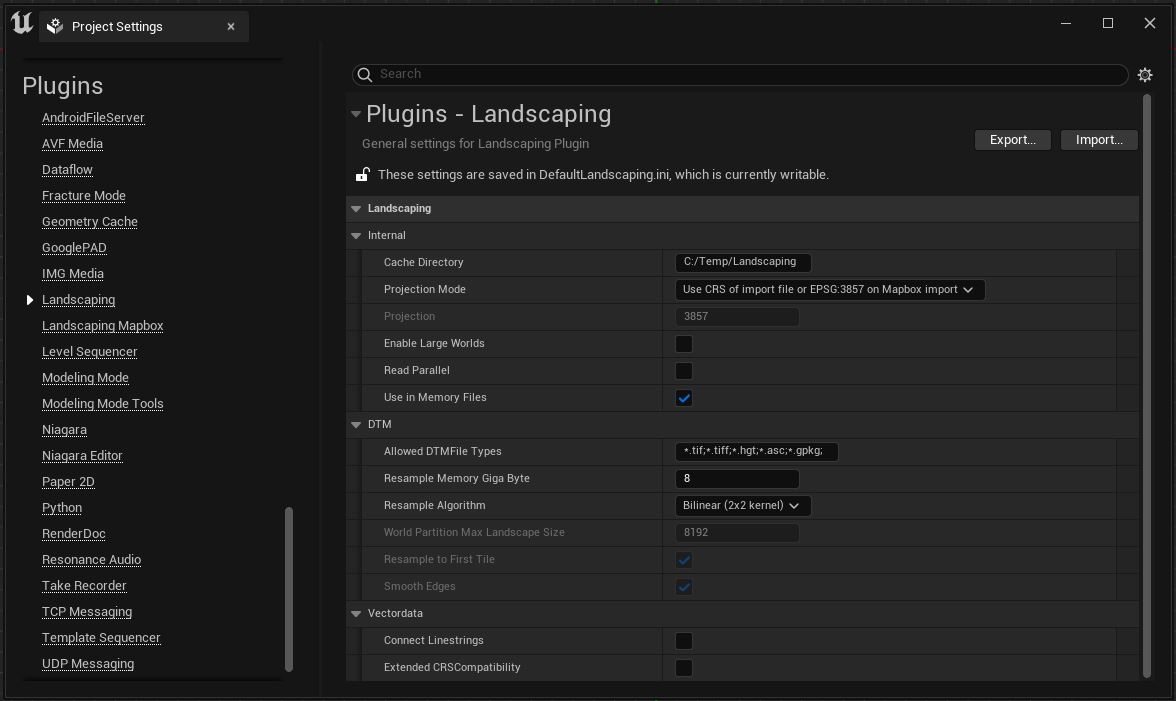 Project Settings
Plugins
AndroidFileServer
AVF Media
Dataflow
Fracture Mode
Geometry Cache
GooglePAD
IMG Media
Landscaping
Landscaping Mapbox
Level Sequencer
Modeling Mode
Modeling Mode Tools
Niagara
Niagara Editor
Paper 2D
Python
RenderDoc
Resonance Audio
Take Recorder
TCP Messaging
Template Sequencer
UDP Messaging
Search
Plugins - Landscaping
General settings for Landscaping Plugin
Export... Import...
These settings are saved in DefaultLandscaping.ini, which is currently writable.
Landscaping
Internal
Cache Directory C:/Temp/Landscaping
Projection Mode Use CRS of import file or EPSG:3857 on Mapbox import
Projection 3857
Enable Large Worlds
Read Parallel
Use in Memory Files
DTM
Allowed DTMFile Types *.tif;*.tiff;*.hgt;*.asc;*.gpkg;
Resample Memory Giga Byte 8
Resample Algorithm Bilinear (2x2 kernel)
World Partition Max Landscape Size 8192
Resample to First Tile
Smooth Edges
Vectordata
Connect Linestrings
Extended CRSCompatibility